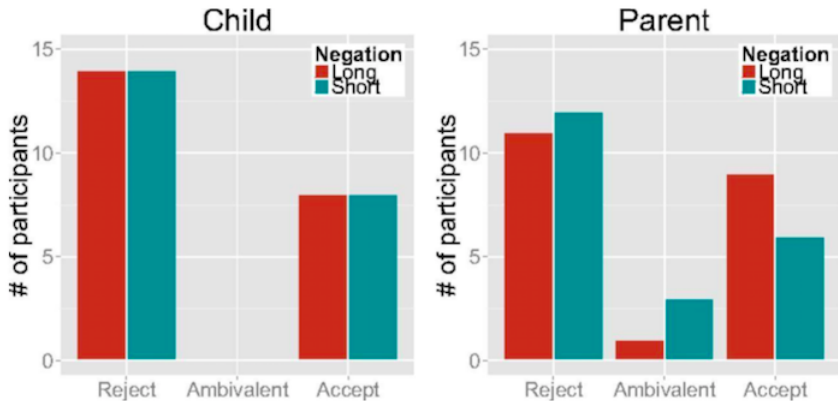 Child
# of participants
15
10
5
0
Negation
Long
Short
Reject Ambivalent Accept
Parent
# of participants
15
10
5
0
Negation
Long
Short
Reject Ambivalent Accept